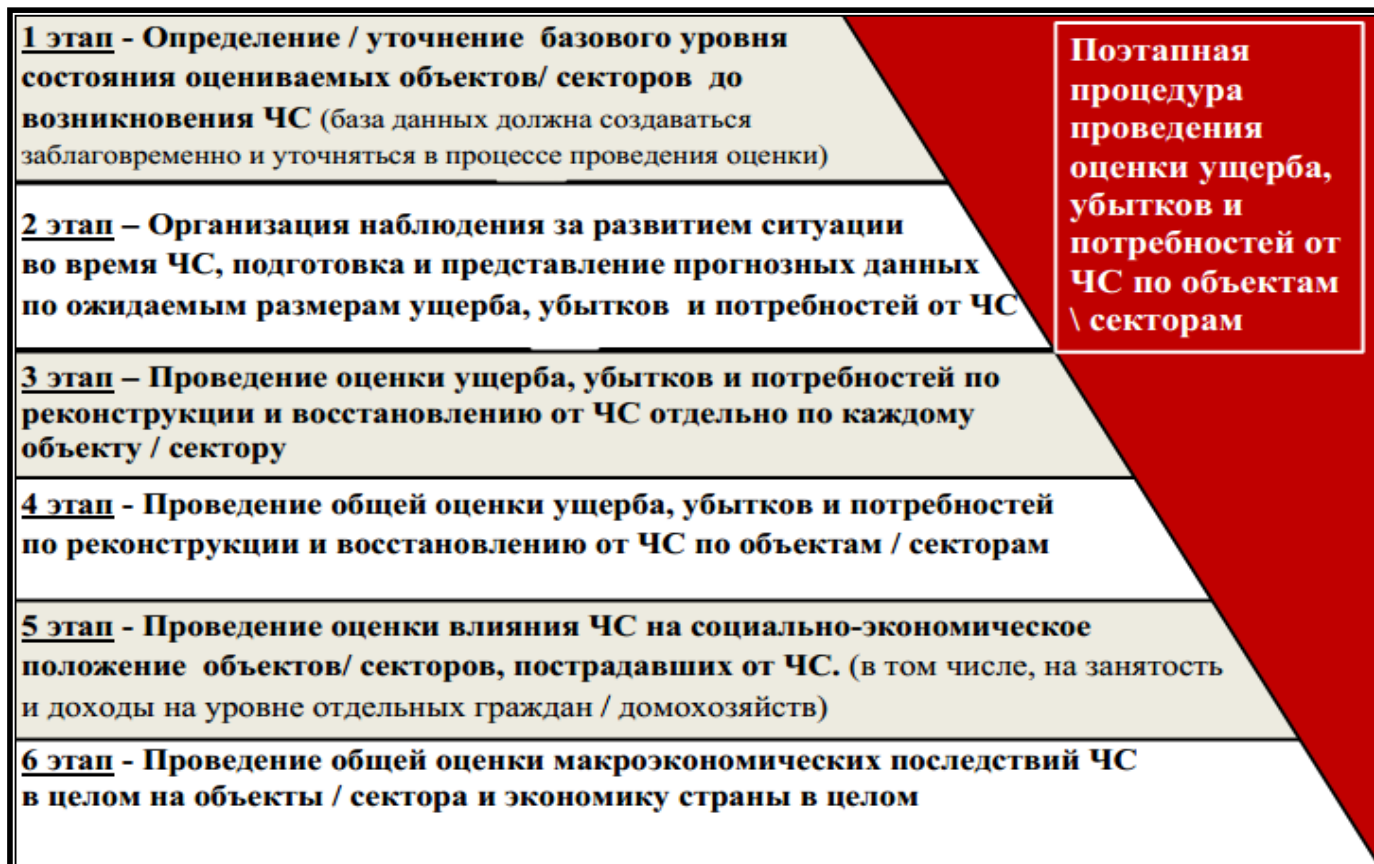 1 этап - Определение / уточнение базового уровня
состояния оцениваемых объектов/ секторов до
возникновения ЧС (база данных должна создаваться
заблаговременно и уточняться в процессе проведения оценки)
2 этап – Организация наблюдения за развитием ситуации
во время ЧС, подготовка и представление прогнозных данных
по ожидаемым размерам ущерба, убытков и потребностей от ЧС
3 этап – Проведение оценки ущерба, убытков и потребностей по
реконструкции и восстановлению от ЧС отдельно по каждому
объекту / сектору
4 этап - Проведение общей оценки ущерба, убытков и потребностей
по реконструкции и восстановлению от ЧС по объектам / секторам
5 этап - Проведение оценки влияния ЧС на социально-экономическое
положение объектов/ секторов, пострадавших от ЧС. (в том числе, на занятость
и доходы на уровне отдельных граждан / домохозяйств)
6 этап - Проведение общей оценки макроэкономических последствий ЧС
в целом на объекты / сектора и экономику страны в целом
Поэтапная
процедура
проведения
оценки ущерба,
убытков и
потребностей от
ЧС по объектам
\ секторам